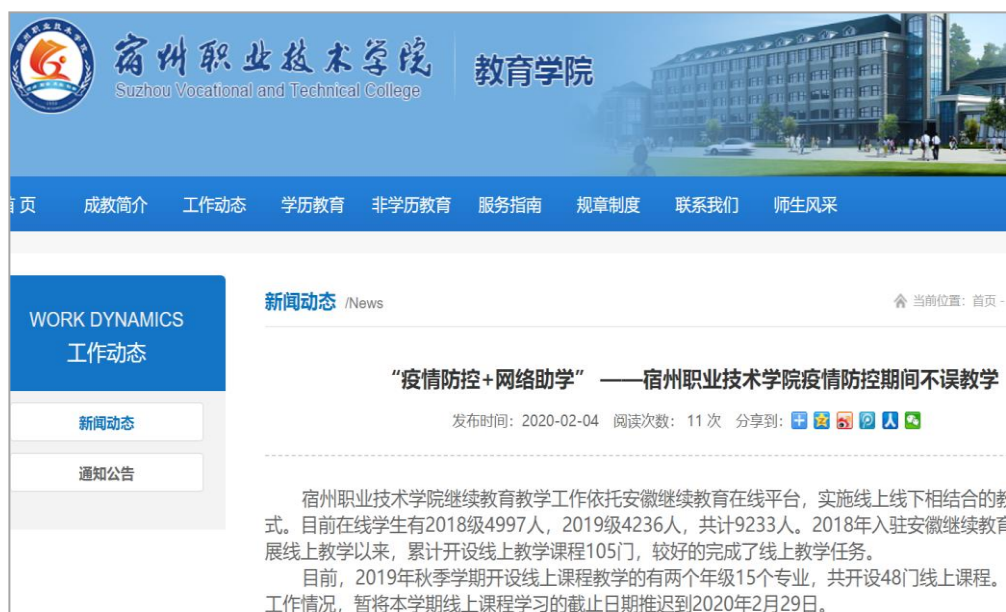 宿州职业技术学院
Suzhou Vocational and Technical College
教育学院
页 成教简介 工作动态 学历教育 非学历教育 服务指南 规章制度 联系我们 师生风采
WORK DYNAMICS
工作动态
新闻动态
通知公告
新闻动态 /News
当前位置：首页 -
“疫情防控+网络助学” ——宿州职业技术学院疫情防控期间不误教学
发布时间：2020-02-04 阅读次数： 11 次 分享到：
宿州职业技术学院继续教育教学工作依托安徽继续教育在线平台，实施线上线下相结合的教
式。目前在线学生有2018级4997人，2019级4236人，共计9233人。2018年入驻安徽继续教育
展线上教学以来，累计开设线上教学课程105门，较好的完成了线上教学任务。
目前，2019年秋季学期开设线上课程教学的有两个年级15个专业，共开设48门线上课程。
工作情况，暂将本学期线上课程学习的截止日期推迟到2020年2月29日。